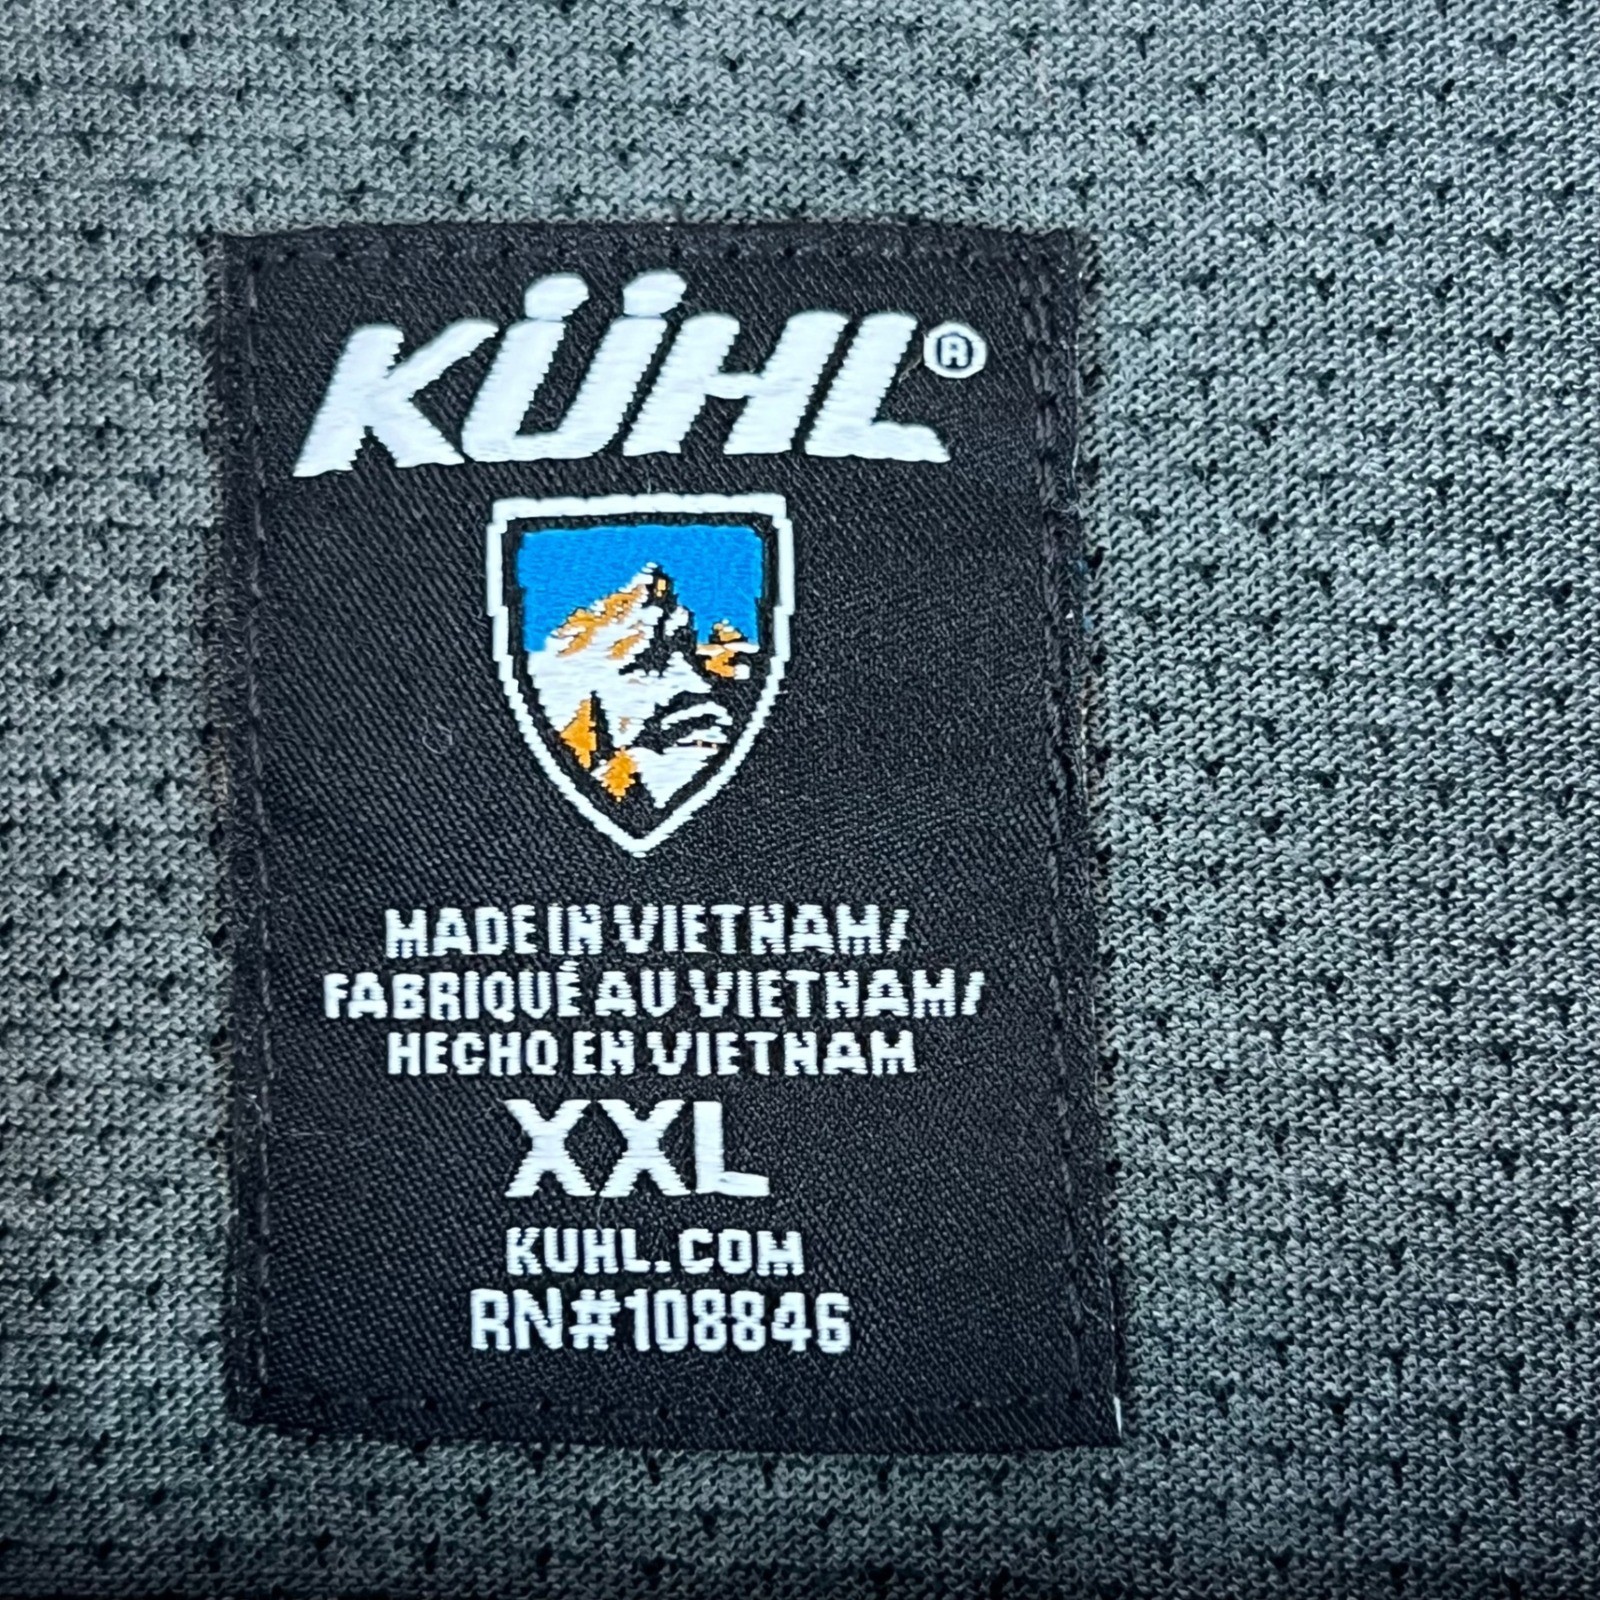 KÜHL®
MADE IN VIETNAM/
FABRIQUÉ AU VIETNAM/
HECHO EN VIETNAM
XXL
KUHL.COM
RN#108846